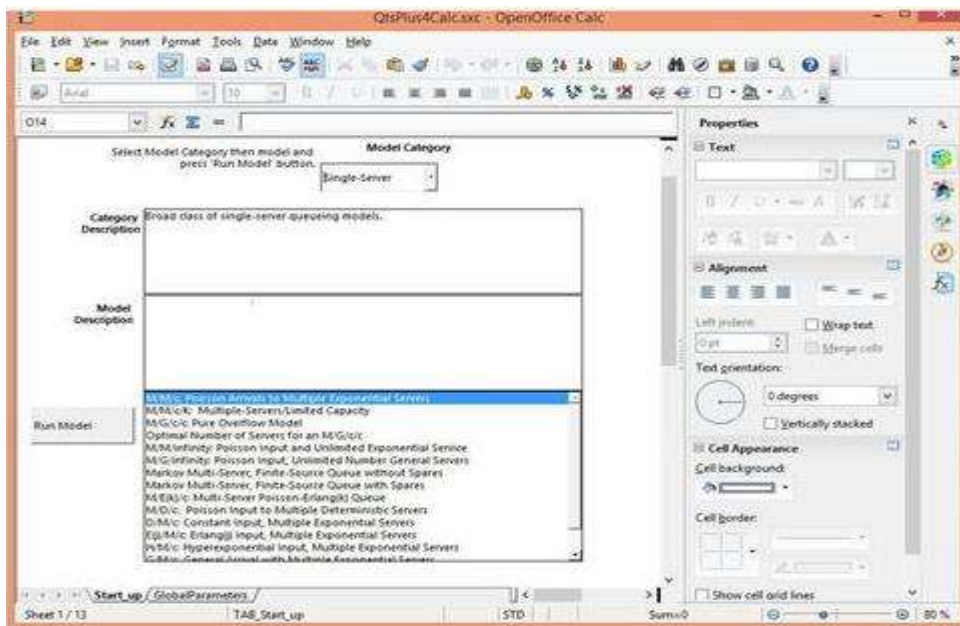 QtsPlus4Calc.sxc - OpenOffice Calc
File Edit View Insert Format Tools Data Window Help
Arial
10
O14
Select Model Category then model and press 'Run Model' button.
Model Category
Single-Server
Category Description
Broad class of single-server queueing models.
Model Description
Run Model
M/M/c: Poisson Arrivals to Multiple Exponential Servers
M/M/c/K: Multiple-Servers/Limited Capacity
M/G/c/c Pure Overflow Model
Optimal Number of Servers for an M/G/c/c
M/M/Infinity: Poisson Input and Unlimited Exponential Service
M/G/Infinity: Poisson Input, Unlimited Number General Servers
Markov Multi-Server, Finite-Source Queue without Spares
Markov Multi-Server, Finite-Source Queue with Spares
M/E(k)/c: Multi-Server Poisson-Erlang(k) Queue
M/D/c: Poisson Input to Multiple Deterministic Servers
D/M/c: Constant Input, Multiple Exponential Servers
E(j)/M/c: Erlang(j) Input, Multiple Exponential Servers
H/M/c: Hyperexponential Input, Multiple Exponential Servers
G/M/c: General Arrival with Multiple Exponential Servers
Start_up
GlobalParameters
Sheet 1 / 13
TAB_Start_up
STD
Sum=0
80 %
Properties
Text
Alignment
Left indent:
0 pt
Wrap text
Merge cells
Text orientation:
0 degrees
Vertically stacked
Cell Appearance
Cell background:
Cell border:
Show cell grid lines